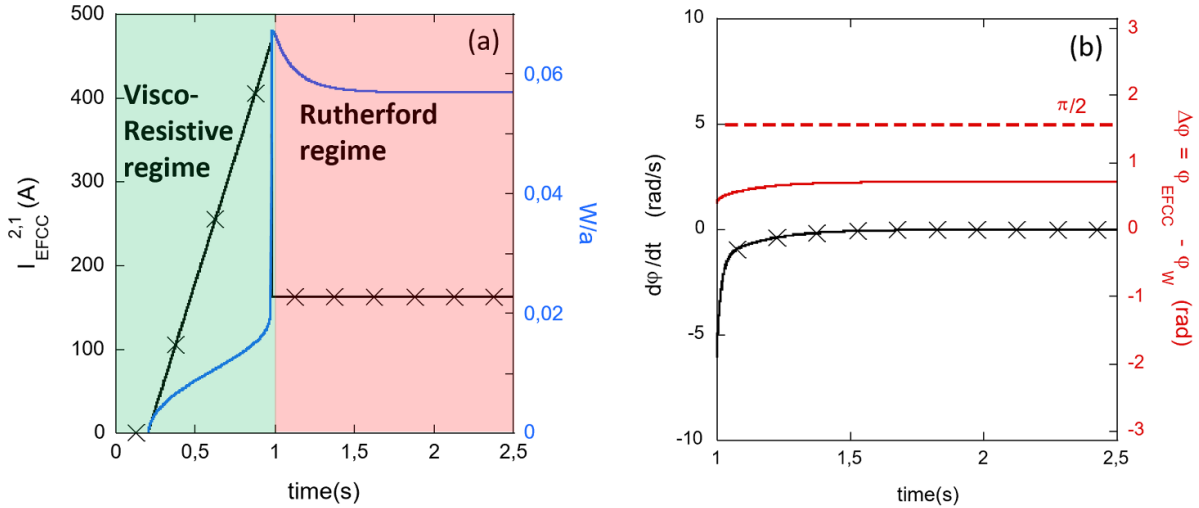 (a)
500
400
300
200
100
0
I 2,1 EFCC (A)
Visco-
Resistive
regime
Rutherford
regime
0,06
0,04
0,02
0
W/a
0
0,5
1
1,5
2
2,5
time(s)
(b)
10
5
0
-5
-10
dφ/dt (rad/s)
π/2
3
2
1
0
-1
-2
-3
Δφ = φ EFCC - φ W (rad)
1
1,5
2
2,5
time(s)